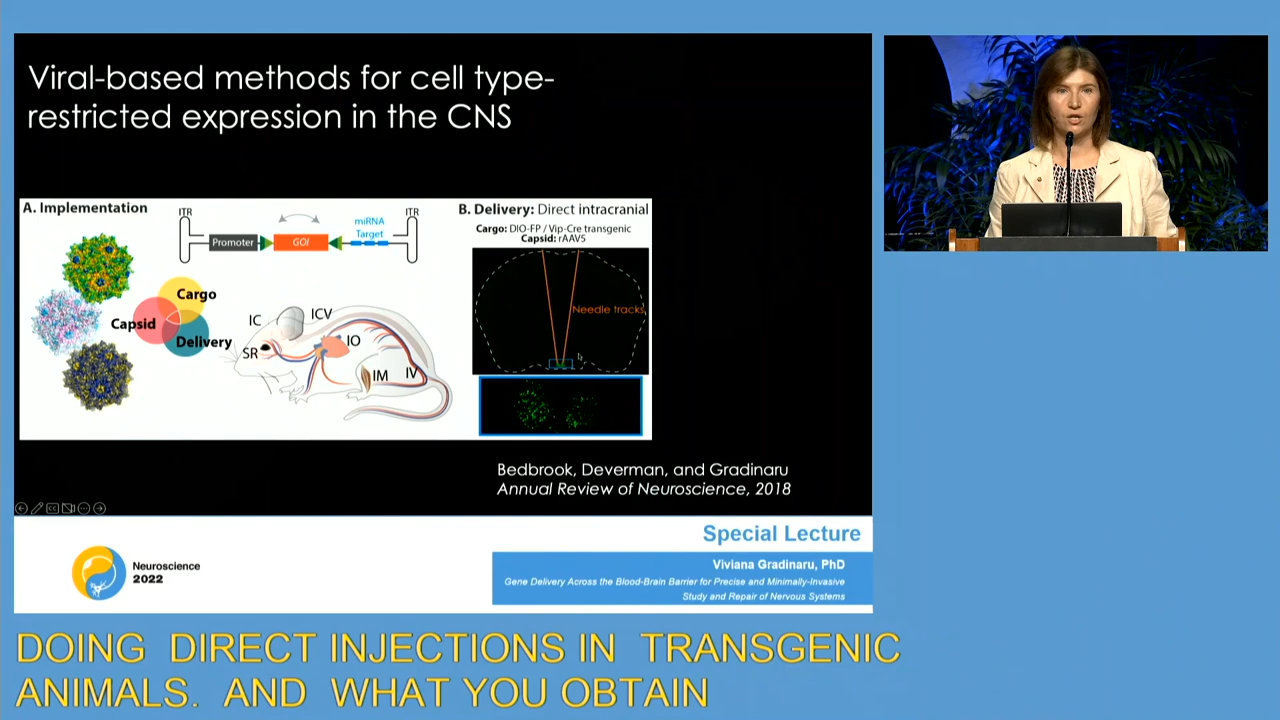 Viral-based methods for cell type-
restricted expression in the CNS
A. Implementation
ITR
ITR
miRNA
Target
Promoter
GOI
Cargo
Capsid
Delivery
IC
ICV
SR
IO
IM
IV
B. Delivery: Direct intracranial
Cargo: DIO-FP / Vip-Cre transgenic
Capsid: rAAV5
Needle tracks
Bedbrook, Deverman, and Gradinaru
Annual Review of Neuroscience, 2018
Special Lecture
Neuroscience
2022
Viviana Gradinaru, PhD
Gene Delivery Across the Blood-Brain Barrier for Precise and Minimally-Invasive
Study and Repair of Nervous Systems
DOING DIRECT INJECTIONS IN TRANSGENIC
ANIMALS. AND WHAT YOU OBTAIN